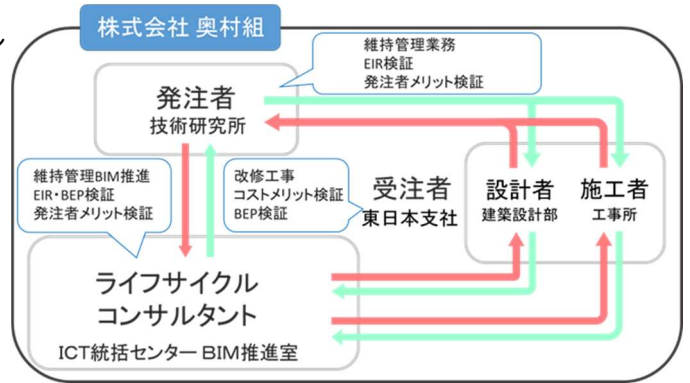 株式会社 奥村組
維持管理業務
EIR検証
発注者メリット検証
発注者
技術研究所
維持管理BIM推進
EIR・BEP検証
発注者メリット検証
改修工事
コストメリット検証
BEP検証
受注者
東日本支社
設計者
建築設計部
施工者
工事所
ライフサイクル
コンサルタント
ICT統括センター BIM推進室